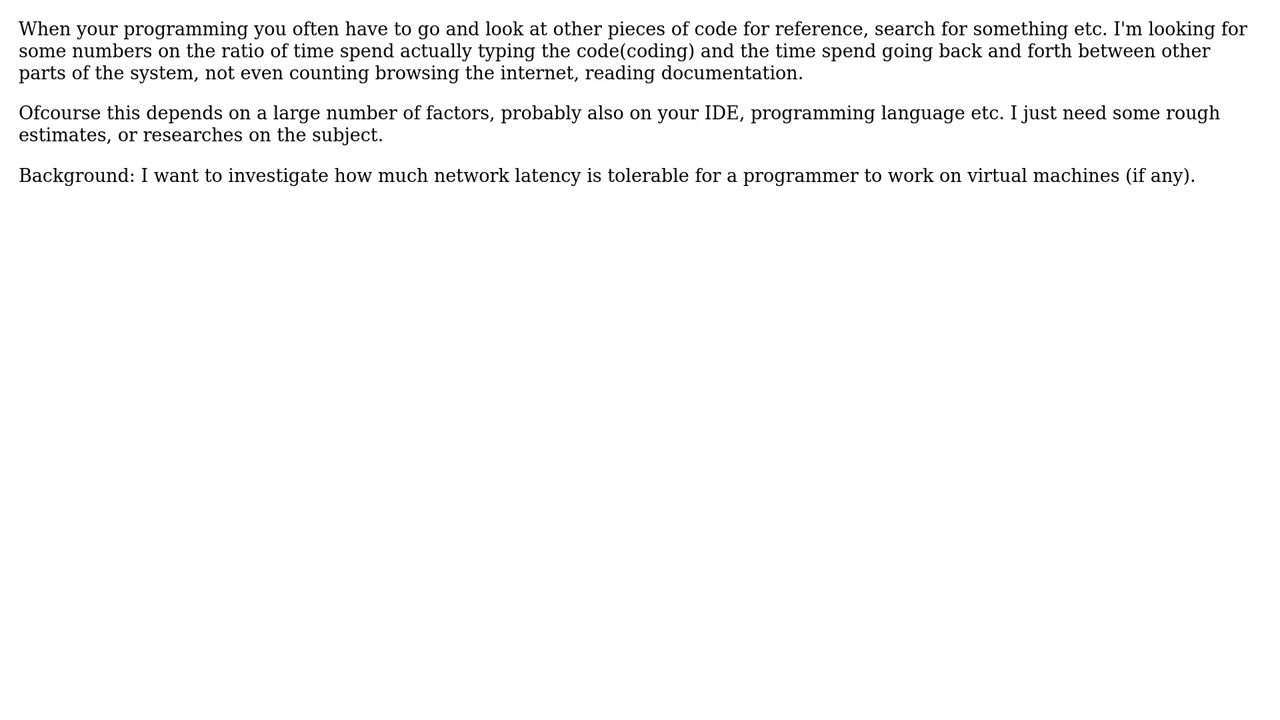 When your programming you often have to go and look at other pieces of code for reference, search for something etc. I'm looking for
some numbers on the ratio of time spend actually typing the code(coding) and the time spend going back and forth between other
parts of the system, not even counting browsing the internet, reading documentation.
Ofcourse this depends on a large number of factors, probably also on your IDE, programming language etc. I just need some rough
estimates, or researches on the subject.
Background: I want to investigate how much network latency is tolerable for a programmer to work on virtual machines (if any).